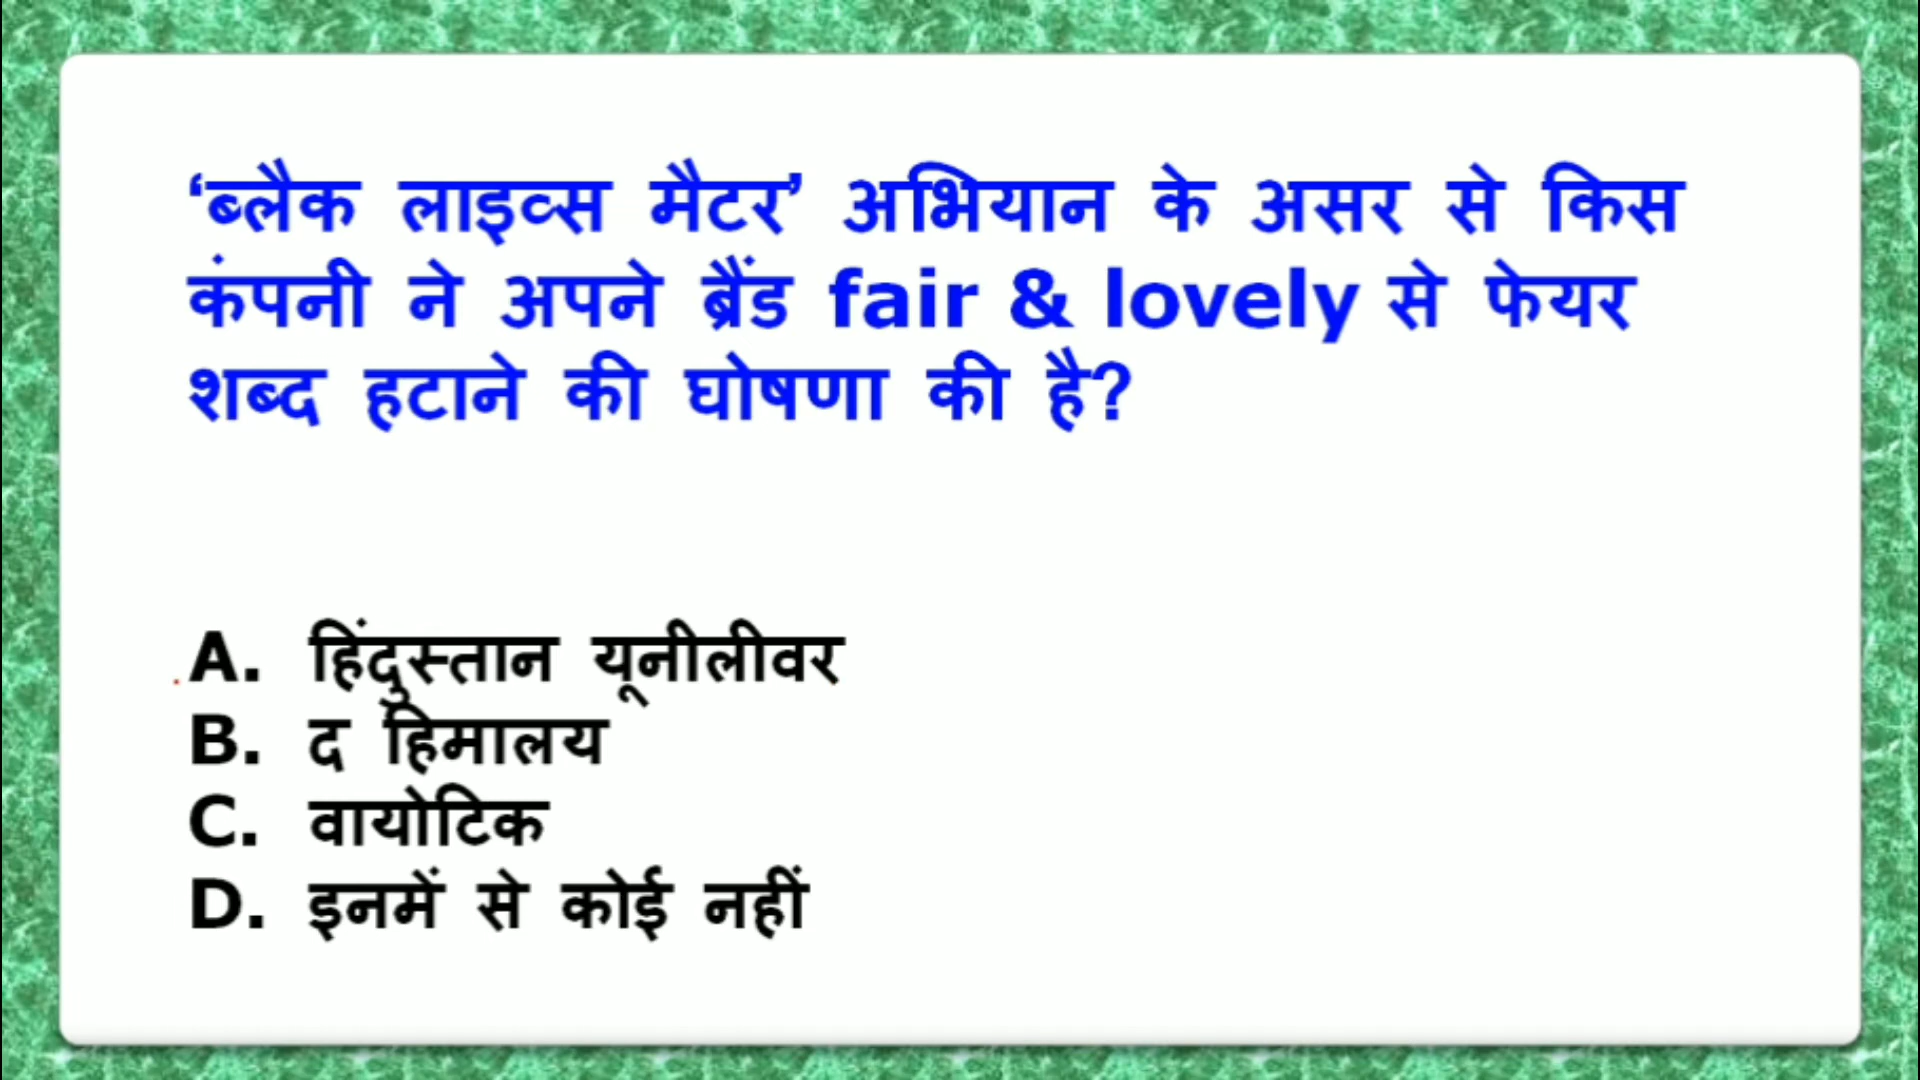 ‘ब्लैक लाइव्स मैटर’ अभियान के असर से किस
कंपनी ने अपने ब्रैंड fair & lovely से फेयर
शब्द हटाने की घोषणा की है?
A. हिंदुस्तान यूनीलीवर
B. द हिमालय
C. वायोटिक
D. इनमें से कोई नहीं